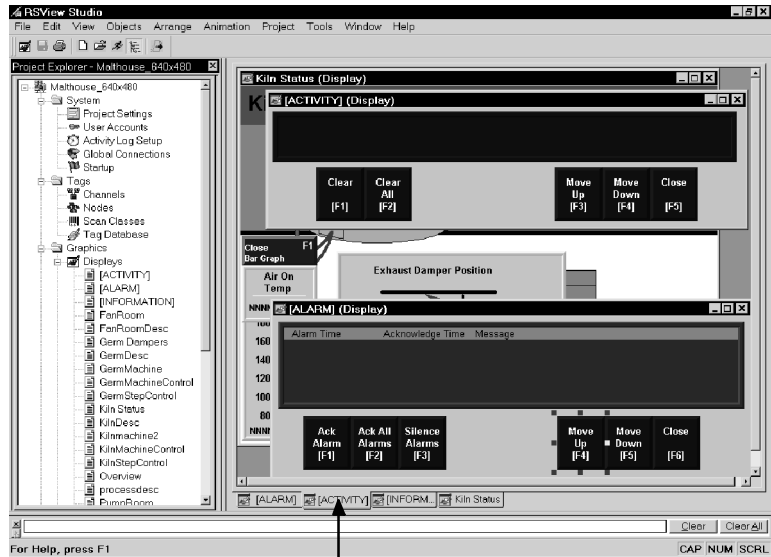 RSView Studio
File Edit View Objects Arrange Animation Project Tools Window Help
Project Explorer - Malthouse_640x480
Malthouse_640x480
System
Project Settings
User Accounts
Activity Log Setup
Global Connections
Startup
Tags
Channels
Nodes
Scan Classes
Tag Database
Graphics
Displays
[ACTIVITY]
[ALARM]
[INFORMATION]
FanRoom
FanRoomDesc
Germ Dampers
GermDesc
GermMachine
GermMachineControl
GermStepControl
Kiln Status
KilnDesc
Kilnmachine2
KilnMachineControl
KilnStepControl
Overview
processdesc
PumpRoom
Kiln Status (Display)
[ACTIVITY] (Display)
Clear [F1]
Clear All [F2]
Move Up [F3]
Move Down [F4]
Close [F5]
Close F1
Bar Graph
Air On Temp
Exhaust Damper Position
[ALARM] (Display)
Alarm Time Acknowledge Time Message
160
140
120
100
80
Ack Alarm [F1]
Ack All Alarms [F2]
Silence Alarms [F3]
Move Up [F4]
Move Down [F5]
Close [F6]
[ALARM] [ACTIVITY] [INFORM... Kiln Status
Clear Clear All
For Help, press F1
CAP NUM SCRL